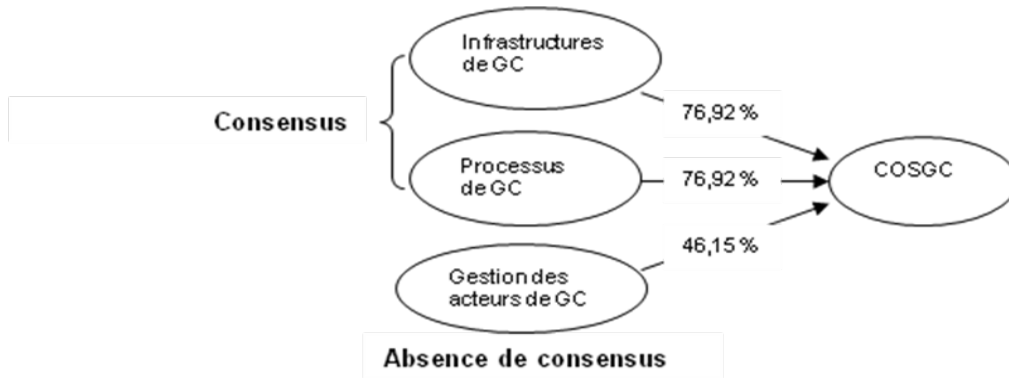 Infrastructures
de GC
76,92 %
Consensus
Processus
de GC
76,92 %
COSGC
46,15 %
Gestion des
acteurs de GC
Absence de consensus